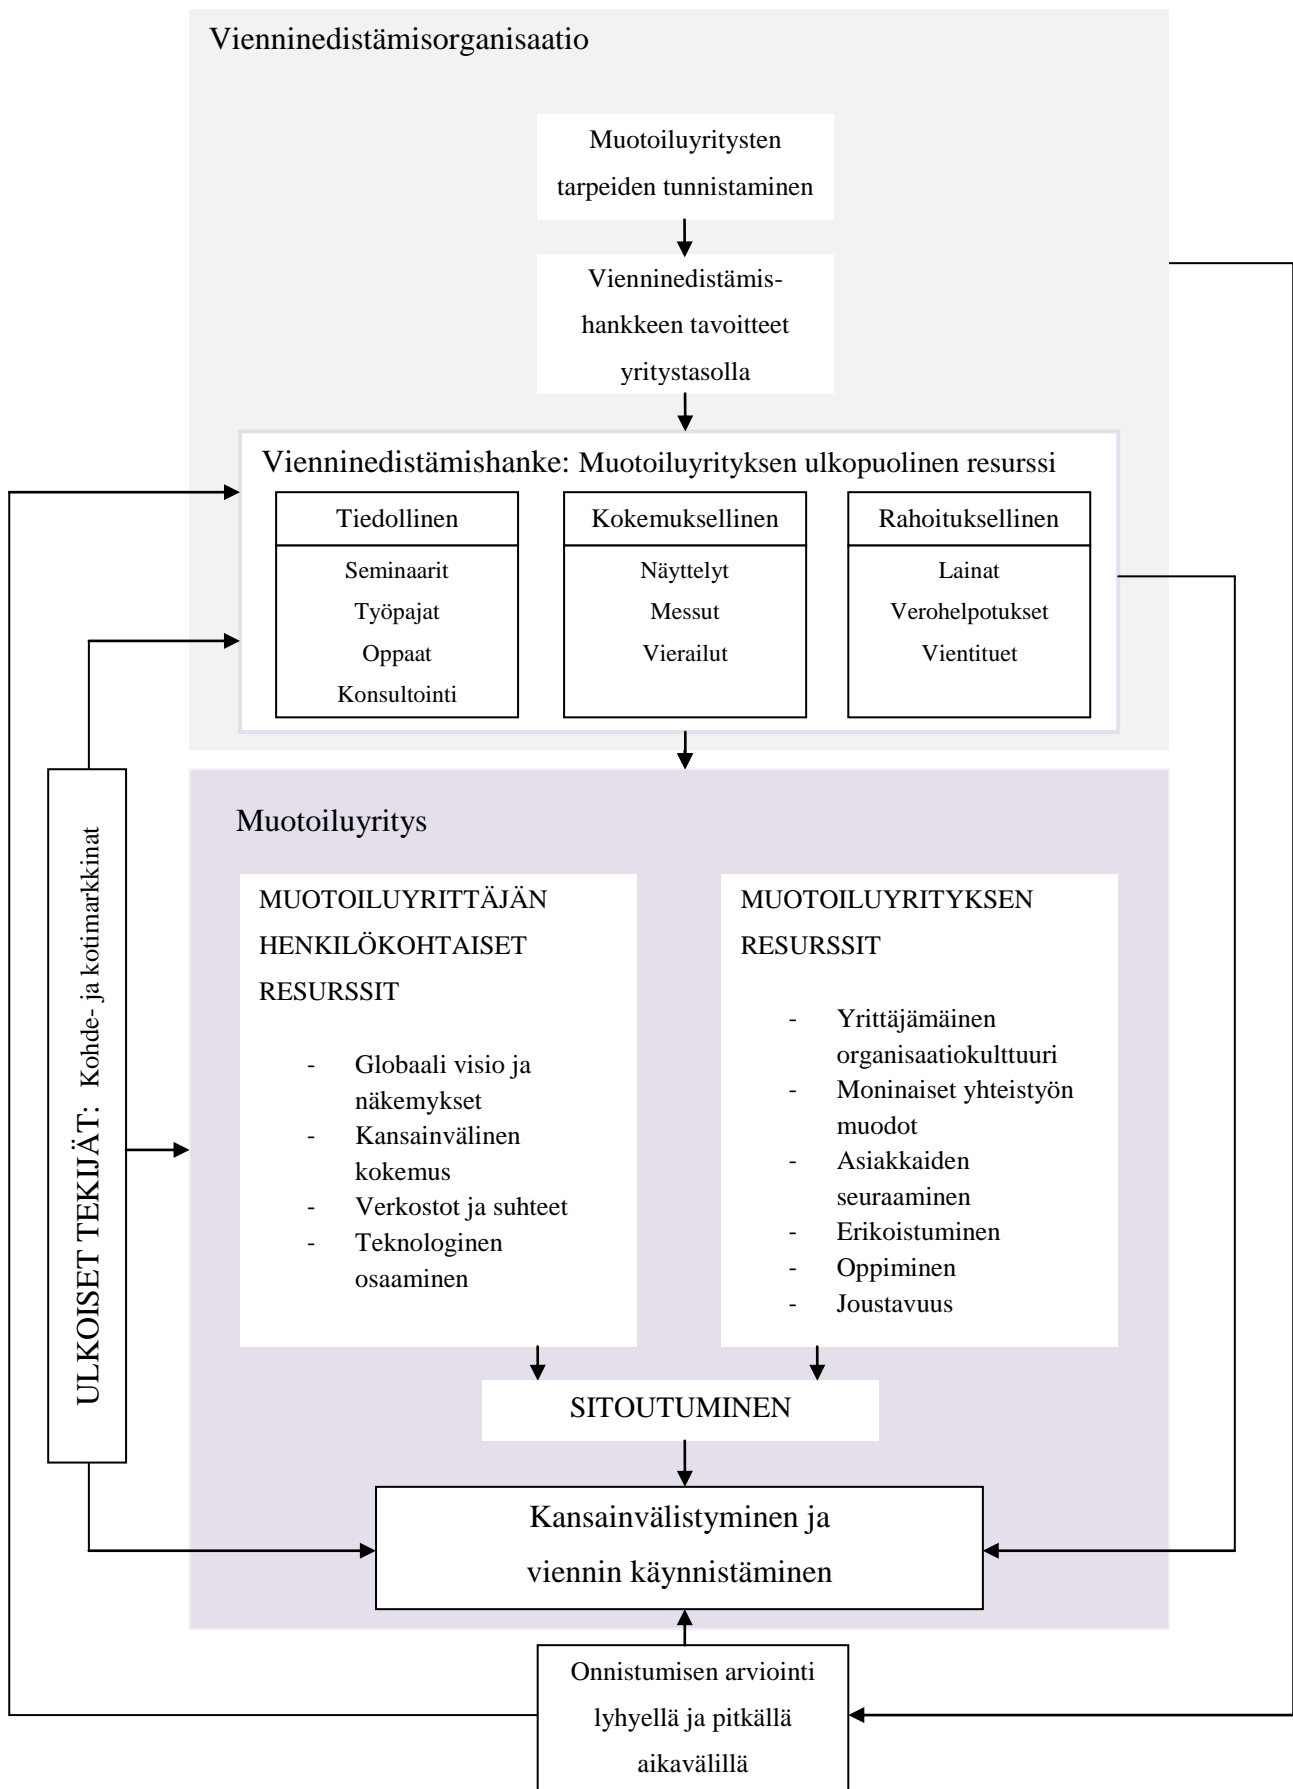 Vienninedistämisorganisaatio
Muotoiluyritysten
tarpeiden tunnistaminen
Vienninedistämis-
hankkeen tavoitteet
yritystasolla
Vienninedistämishanke: Muotoiluyrityksen ulkopuolinen resurssi
Tiedollinen
Seminaarit
Työpajat
Oppaat
Konsultointi
Kokemuksellinen
Näyttelyt
Messut
Vierailut
Rahoituksellinen
Lainat
Verohelpotukset
Vientituet
ULKOISET TEKIJÄT: Kohde- ja kotimarkkinat
Muotoiluyritys
MUOTOILUYRITTÄJÄN
HENKILÖKOHTAISET
RESURSSIT
- Globaali visio ja
näkemykset
- Kansainvälinen
kokemus
- Verkostot ja suhteet
- Teknologinen
osaaminen
MUOTOILUYRITYKSEN
RESURSSIT
- Yrittäjämäinen
organisaatiokulttuuri
- Moninaiset yhteistyön
muodot
- Asiakkaiden
seuraaminen
- Erikoistuminen
- Oppiminen
- Joustavuus
SITOUTUMINEN
Kansainvälistyminen ja
viennin käynnistäminen
Onnistumisen arviointi
lyhyellä ja pitkällä
aikavälillä